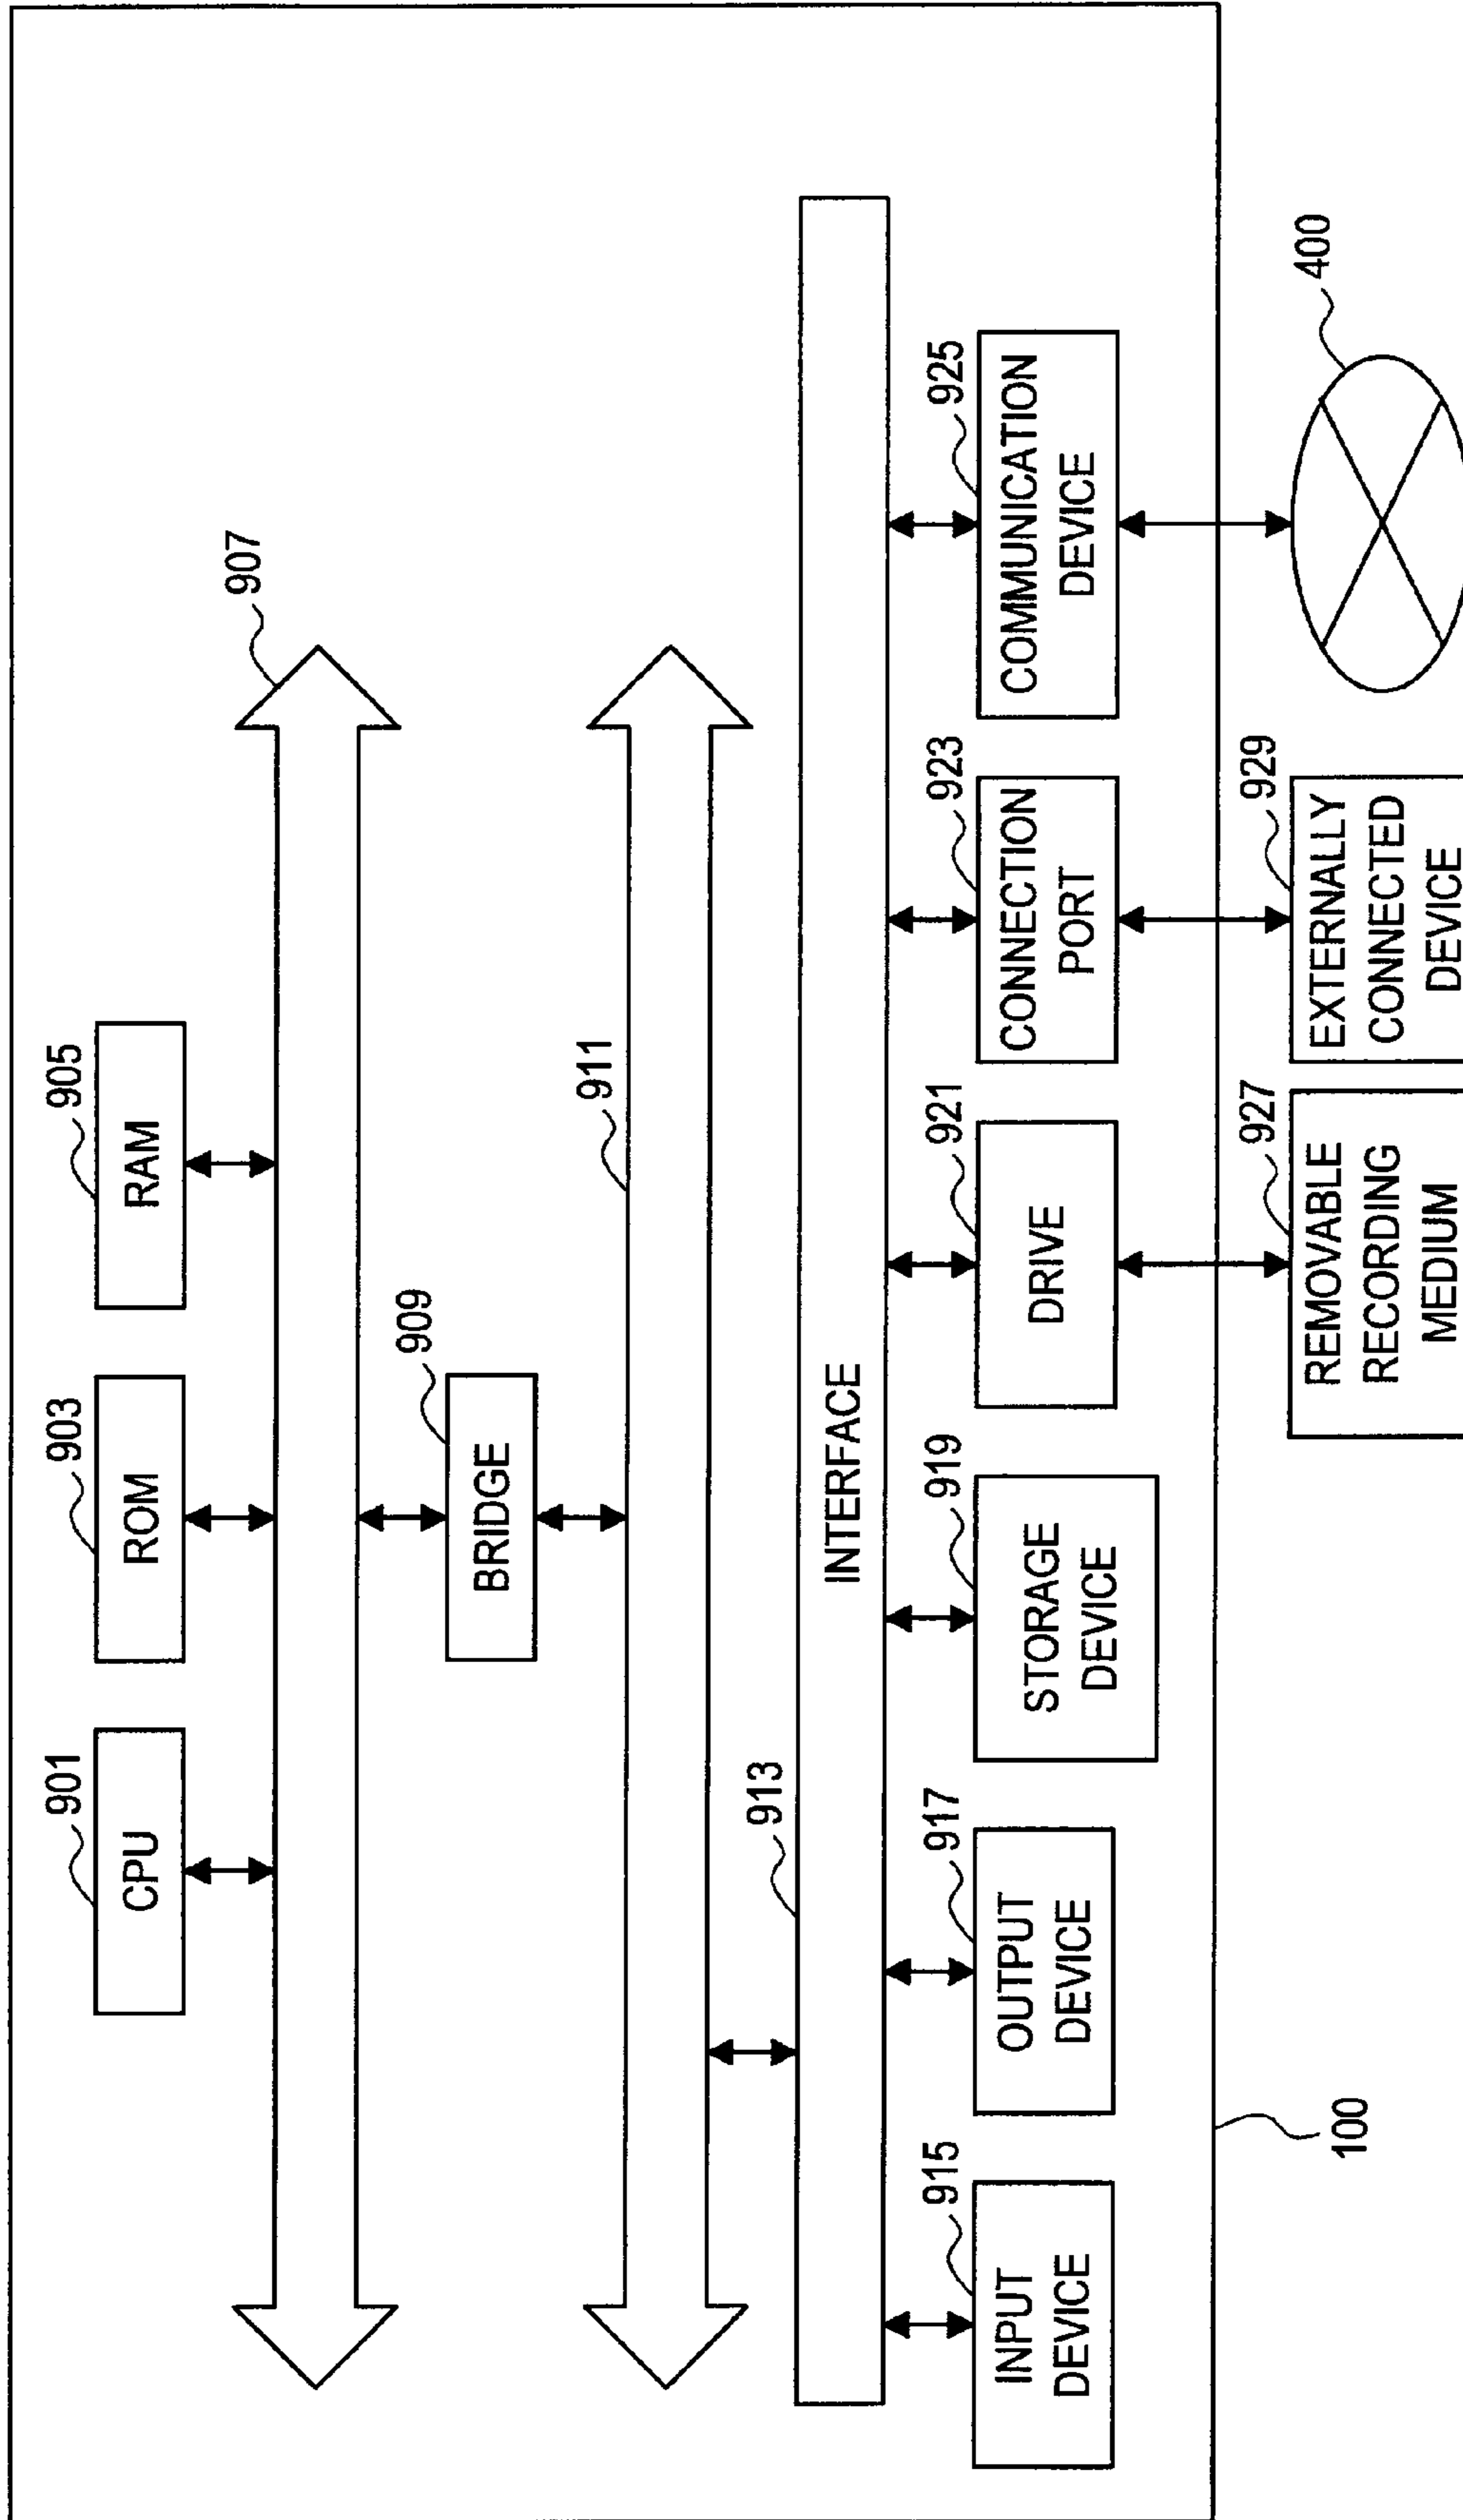 901
CPU
903
ROM
905
RAM
907
909
BRIDGE
911
913
INTERFACE
915
INPUT
DEVICE
917
OUTPUT
DEVICE
919
STORAGE
DEVICE
921
DRIVE
923
CONNECTION
PORT
925
COMMUNICATION
DEVICE
100
927
REMOVABLE
RECORDING
MEDIUM
929
EXTERNALLY
CONNECTED
DEVICE
400